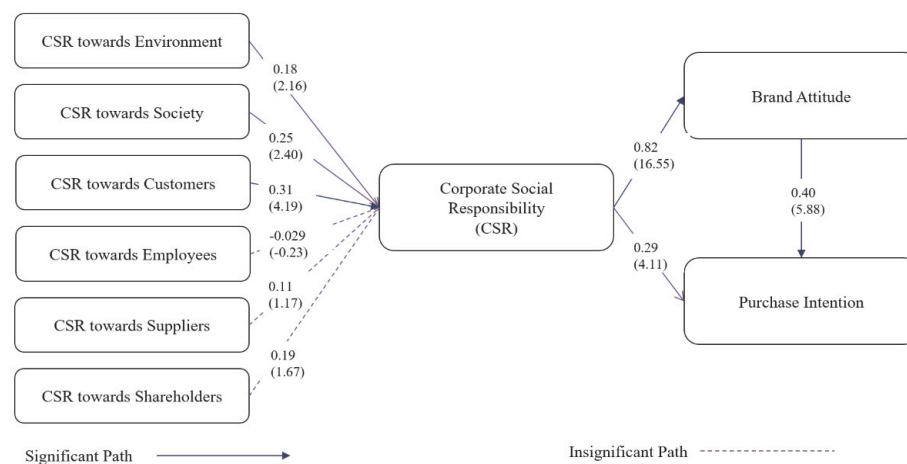 CSR towards Environment
0.18
(2.16)
CSR towards Society
0.25
(2.40)
CSR towards Customers
0.31
(4.19)
CSR towards Employees
-0.029
(-0.23)
CSR towards Suppliers
0.11
(1.17)
CSR towards Shareholders
0.19
(1.67)
Corporate Social
Responsibility
(CSR)
0.82
(16.55)
0.29
(4.11)
Brand Attitude
0.40
(5.88)
Purchase Intention
Significant Path
Insignificant Path